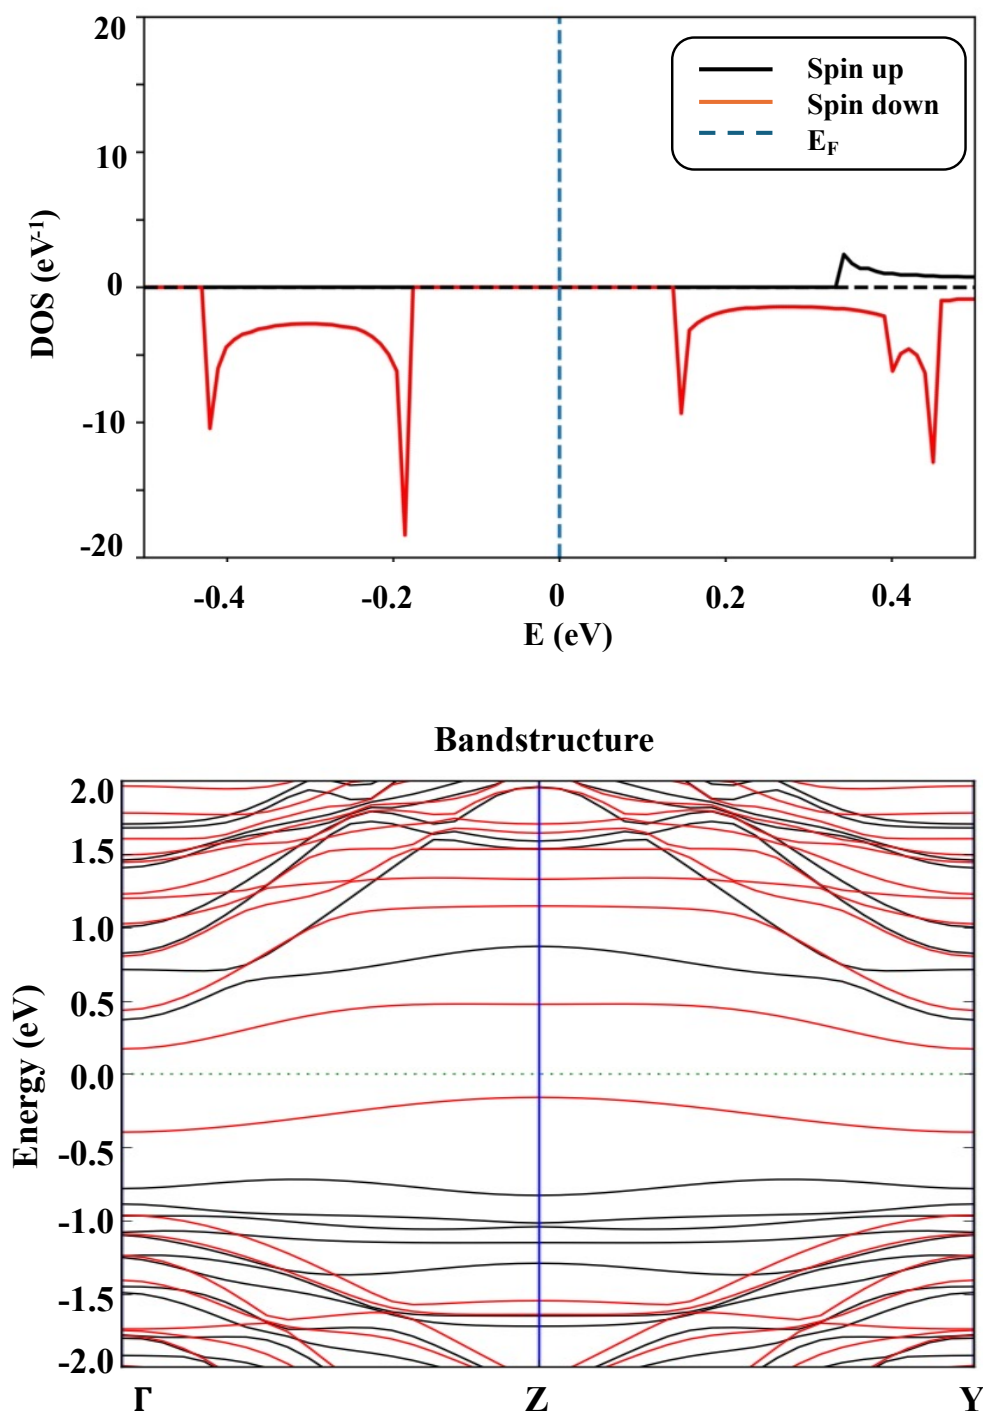 20
10
0
-10
-20
DOS (eV-1)
Spin up
Spin down
EF
-0.4 -0.2 0 0.2 0.4
E (eV)
Bandstructure
2.0
1.5
1.0
0.5
0.0
-0.5
-1.0
-1.5
-2.0
Energy (eV)
Γ Z Y